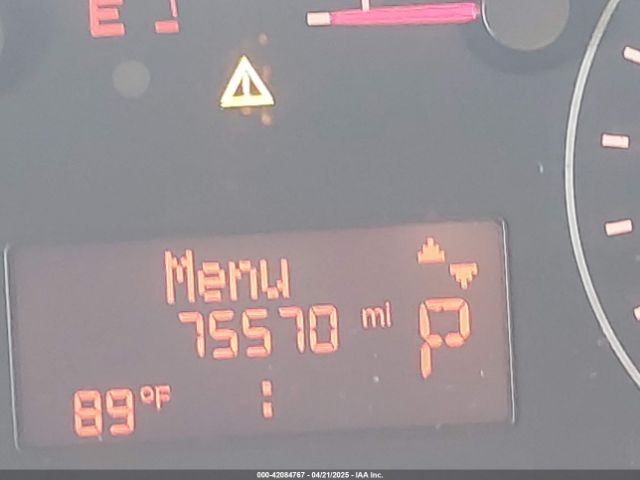 E
Menu
75570 mi
P
89°F :
000-42084767 - 04/21/2025 - IAA Inc.